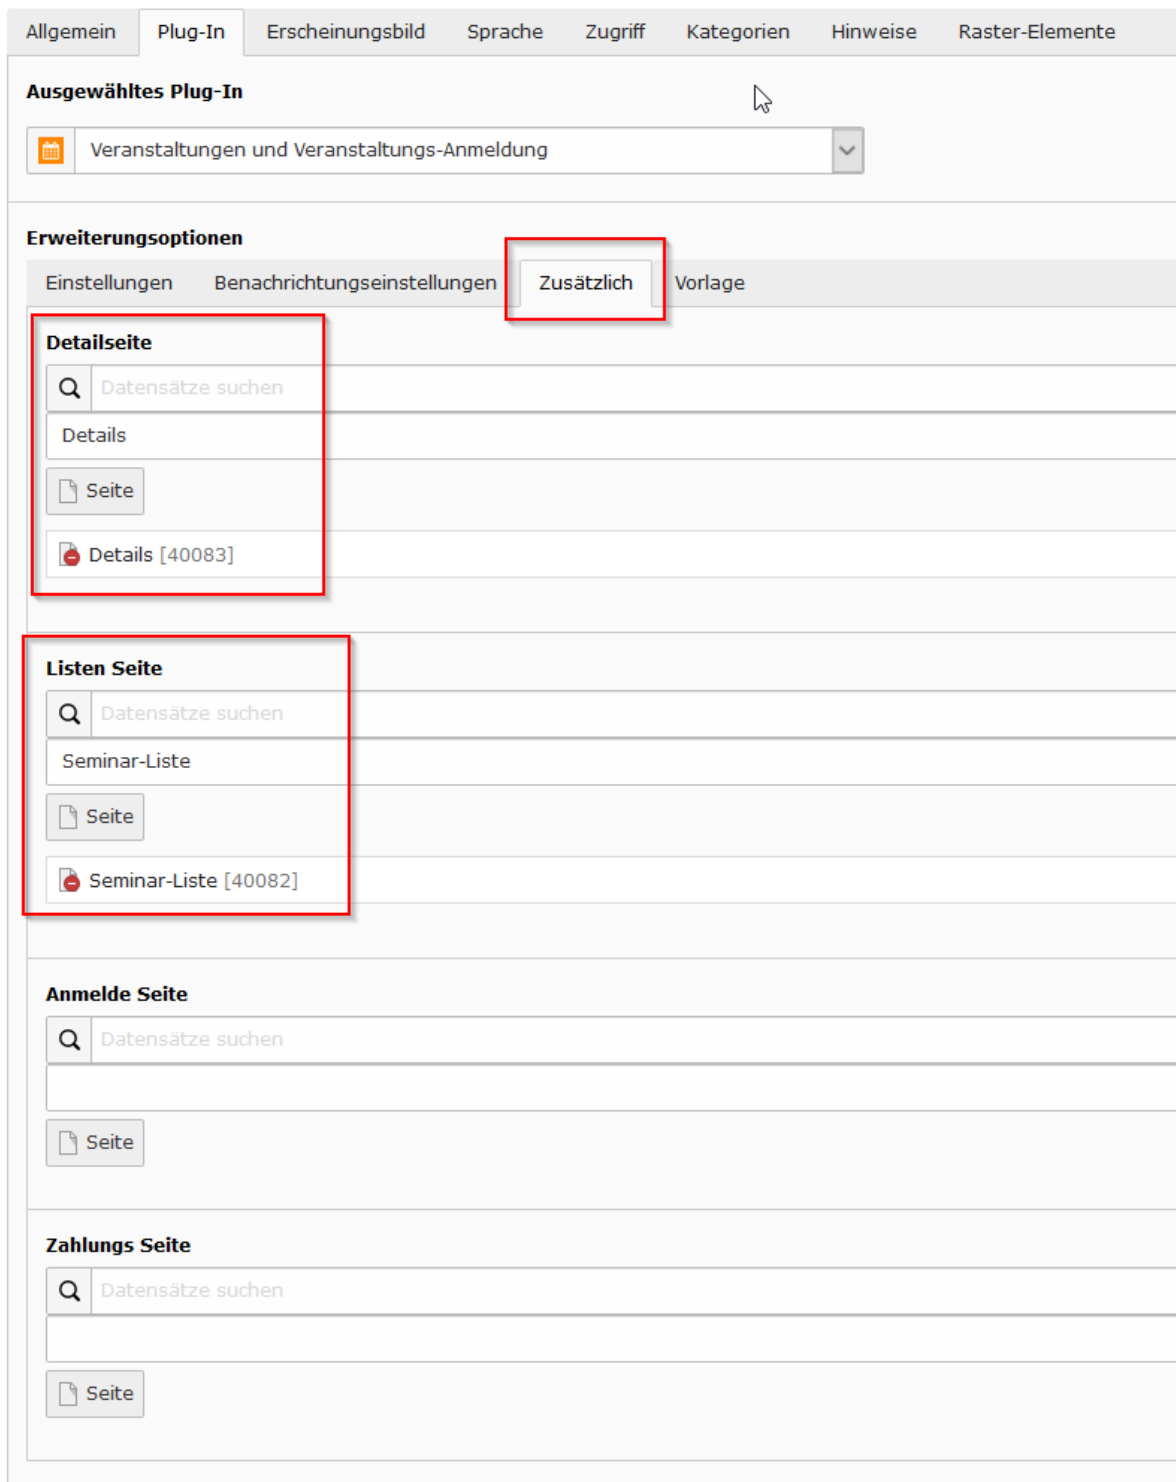 Allgemein Plug-In Erscheinungsbild Sprache Zugriff Kategorien Hinweise Raster-Elemente
Ausgewähltes Plug-In
Veranstaltungen und Veranstaltungs-Anmeldung
Erweiterungsoptionen
Einstellungen Benachrichtungseinstellungen Zusätzlich Vorlage
Detailseite
Datensätze suchen
Details
Seite
Details [40083]
Listen Seite
Datensätze suchen
Seminar-Liste
Seite
Seminar-Liste [40082]
Anmelde Seite
Datensätze suchen
Seite
Zahlungs Seite
Datensätze suchen
Seite